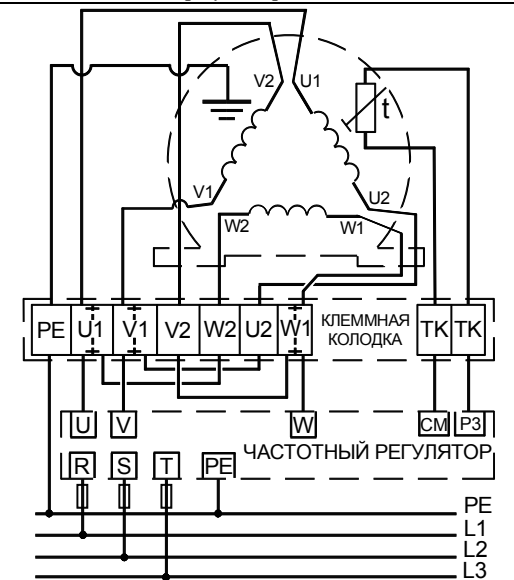 V2 U1
t
V1 U2
W2 W1
PE U1 V1 V2 W2 U2 W1 КЛЕММНАЯ КОЛОДКА TK TK
U V W CM P3
ЧАСТОТНЫЙ РЕГУЛЯТОР
R S T PE
PE
L1
L2
L3